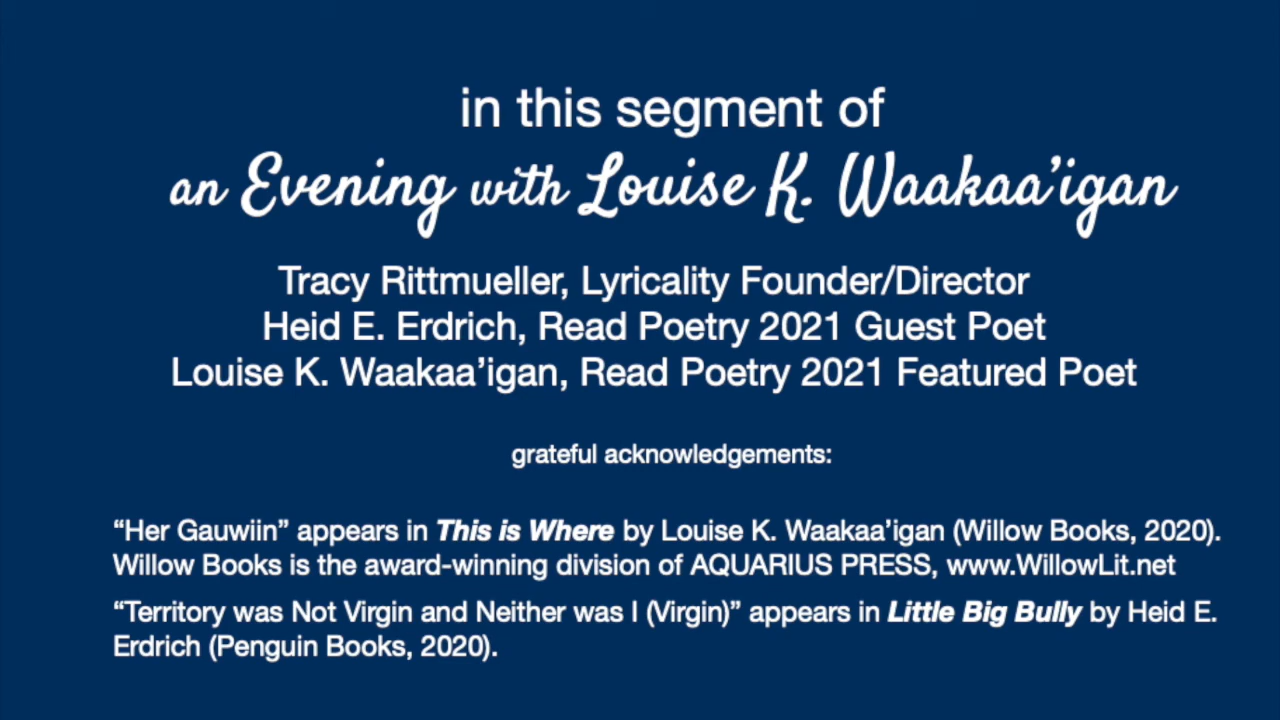 in this segment of
an Evening with Louise K. Waakaa’igan
Tracy Rittmueller, Lyricality Founder/Director
Heid E. Erdrich, Read Poetry 2021 Guest Poet
Louise K. Waakaa’igan, Read Poetry 2021 Featured Poet
grateful acknowledgements:
“Her Gauwiin” appears in This is Where by Louise K. Waakaa’igan (Willow Books, 2020).
Willow Books is the award-winning division of AQUARIUS PRESS, www.WillowLit.net
“Territory was Not Virgin and Neither was I (Virgin)” appears in Little Big Bully by Heid E.
Erdrich (Penguin Books, 2020).